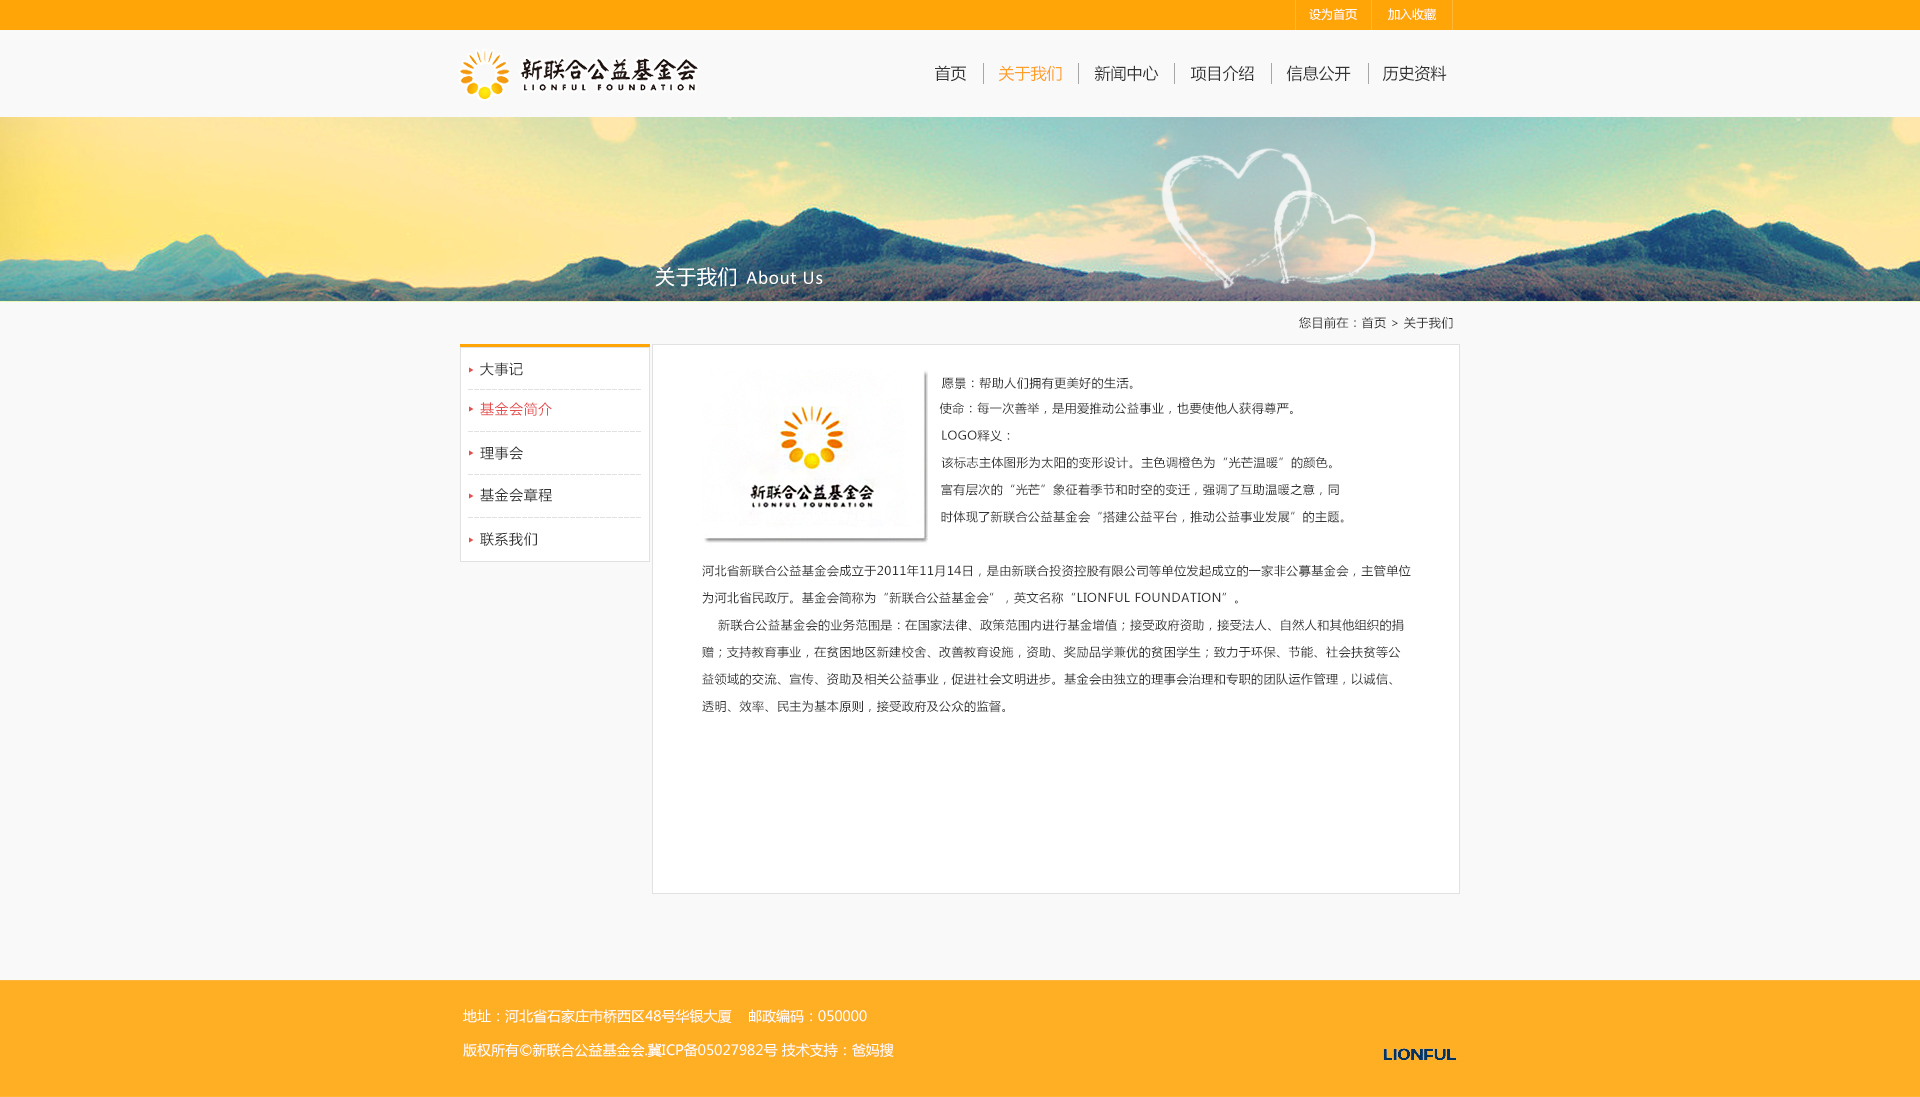 设为首页 加入收藏
新联合公益基金会
LIONFUL FOUNDATION
首页 关于我们 新闻中心 项目介绍 信息公开 历史资料
关于我们 About Us
您目前在：首页 > 关于我们
大事记
基金会简介
理事会
基金会章程
联系我们
新联合公益基金会
LIONFUL FOUNDATION
愿景：帮助人们拥有更美好的生活。
使命：每一次善举，是用爱推动公益事业，也要使他人获得尊严。
LOGO释义：
该标志主体图形为太阳的变形设计。主色调橙色为“光芒温暖”的颜色。
富有层次的“光芒”象征着季节和时空的变迁，强调了互助温暖之意，同
时体现了新联合公益基金会“搭建公益平台，推动公益事业发展”的主题。
河北省新联合公益基金会成立于2011年11月14日，是由新联合投资控股有限公司等单位发起成立的一家非公募基金会，主管单位
为河北省民政厅。基金会简称为“新联合公益基金会”，英文名称“LIONFUL FOUNDATION”。
新联合公益基金会的业务范围是：在国家法律、政策范围内进行基金增值；接受政府资助，接受法人、自然人和其他组织的捐
赠；支持教育事业，在贫困地区新建校舍、改善教育设施，资助、奖励品学兼优的贫困学生；致力于环保、节能、社会扶贫等公
益领域的交流、宣传、资助及相关公益事业，促进社会文明进步。基金会由独立的理事会治理和专职的团队运作管理，以诚信、
透明、效率、民主为基本原则，接受政府及公众的监督。
地址：河北省石家庄市桥西区48号华银大厦 邮政编码：050000
版权所有©新联合公益基金会.冀ICP备05027982号 技术支持：爸妈搜
LIONFUL